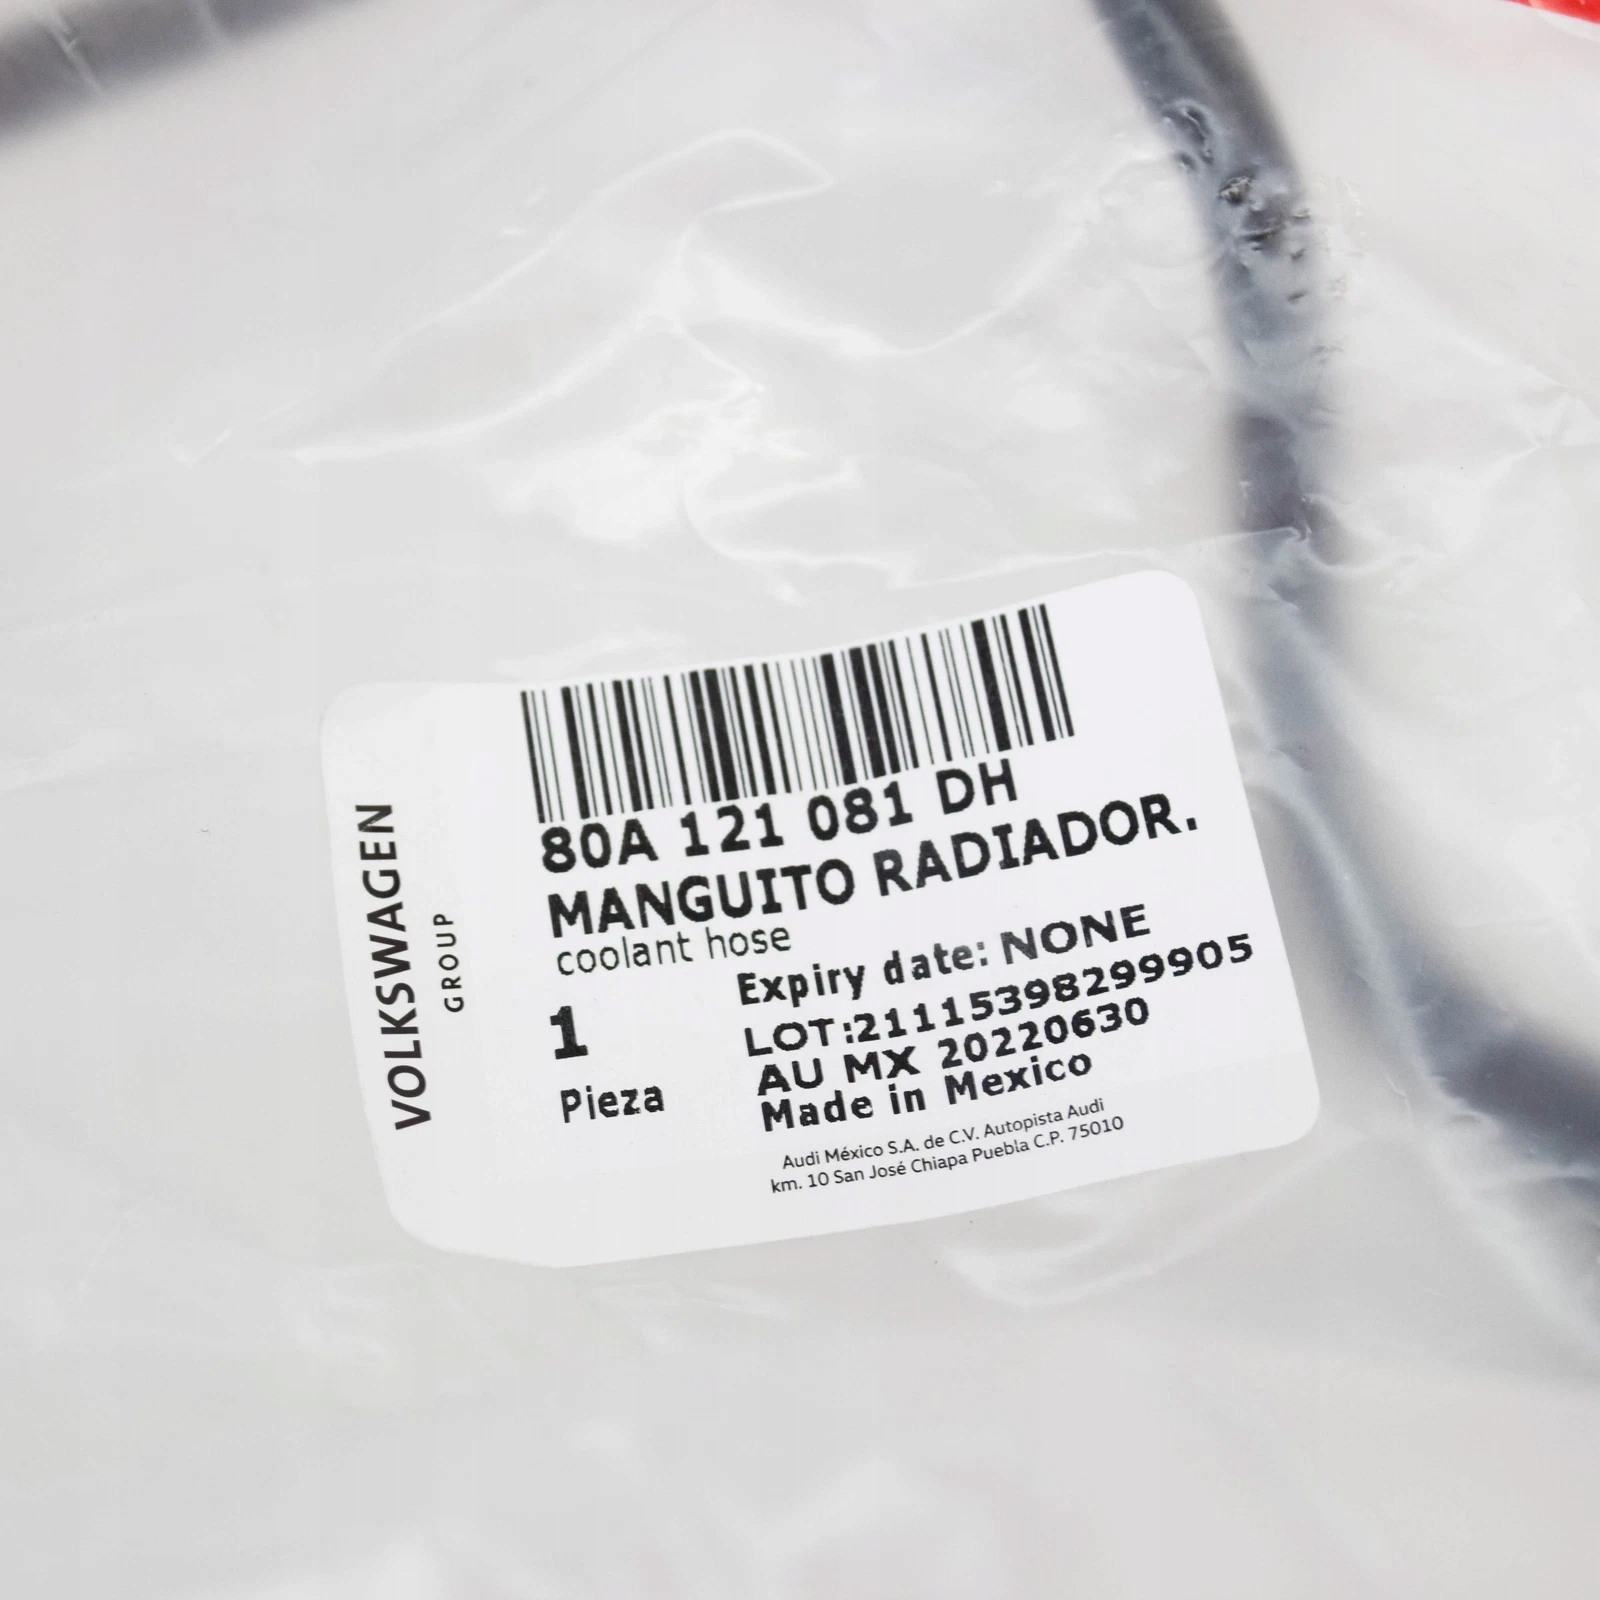 VOLKSWAGEN
GROUP
80A 121 081 DH
MANGUITO RADIADOR.
coolant hose
1
Pieza
Expiry date: NONE
LOT:21115398299905
AU MX 20220630
Made in Mexico
Audi México S.A. de C.V. Autopista Audi
km. 10 San José Chiapa Puebla C.P. 75010